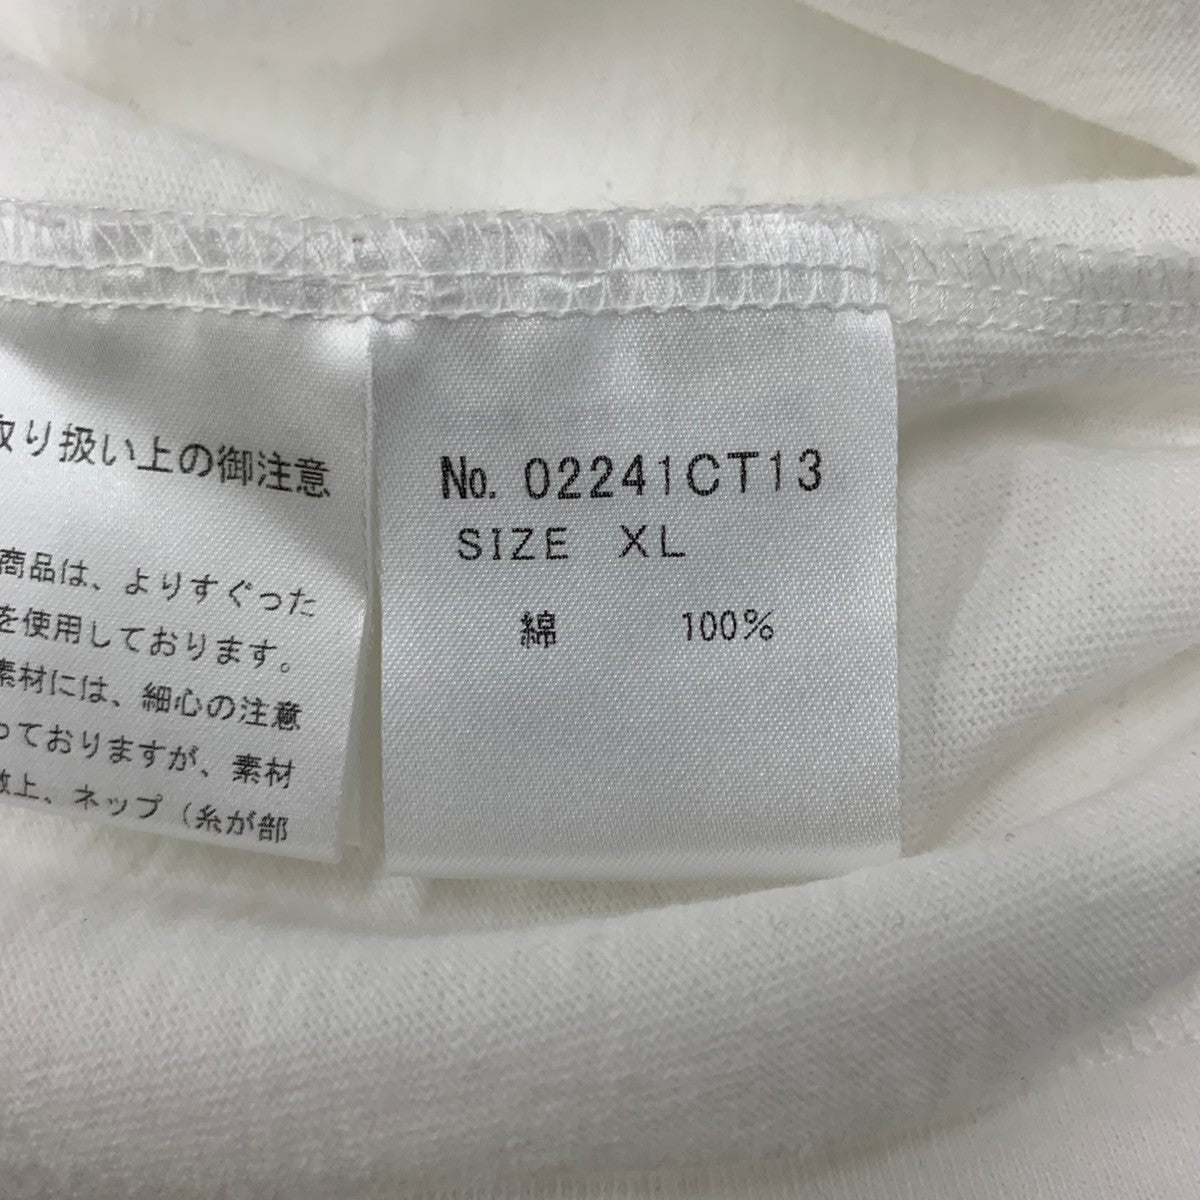 取り扱い上の御注意
商品は、よりすぐった
を使用しております。
素材には、細心の注意
っておりますが、素材
上、ネップ（糸が部
No. 02241CT13
SIZE XL
綿 100%